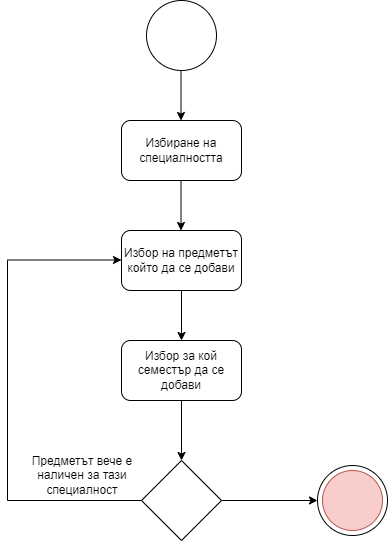 Избиране на
специалността
Избор на предметът
който да се добави
Избор за кой
семестър да се
добави
Предметът вече е
наличен за тази
специалност